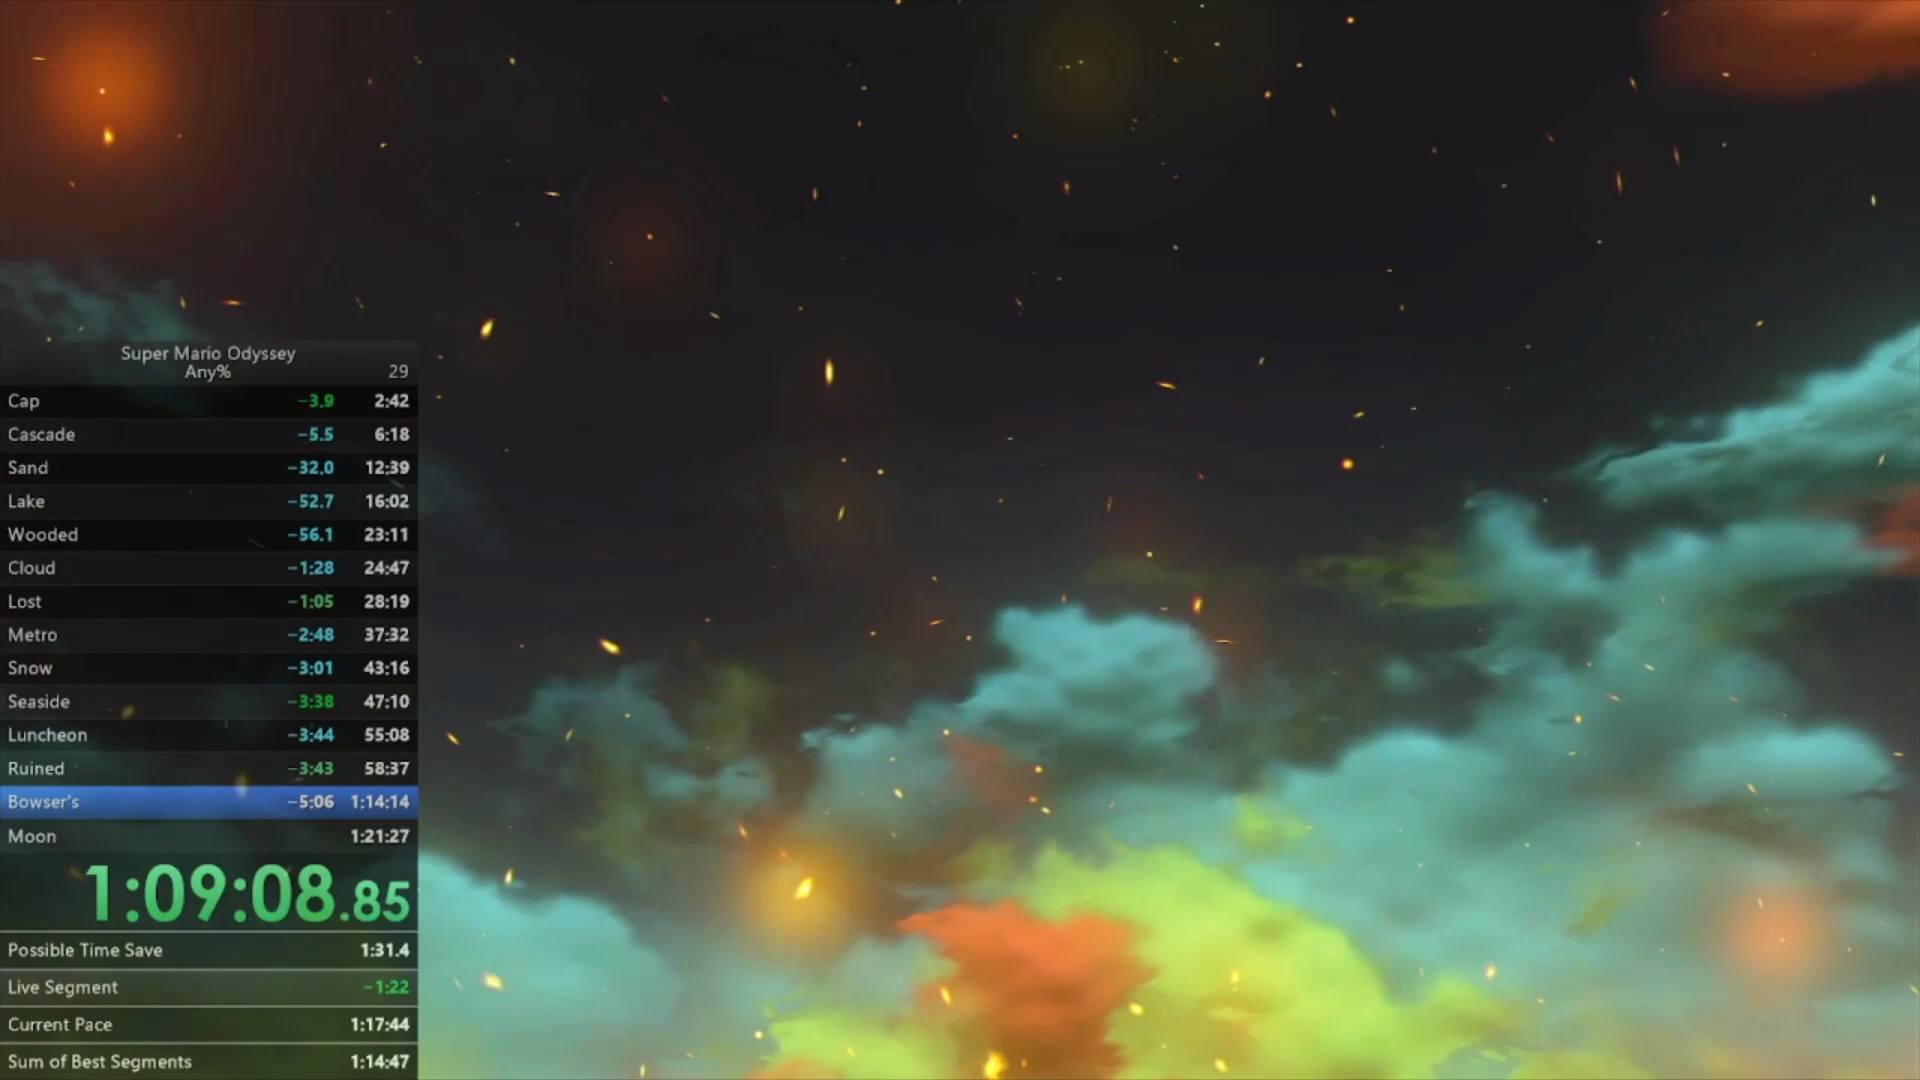 Super Mario Odyssey
Any% 29
Cap −3.9 2:42
Cascade −5.5 6:18
Sand −32.0 12:39
Lake −52.7 16:02
Wooded −56.1 23:11
Cloud −1:28 24:47
Lost −1:05 28:19
Metro −2:48 37:32
Snow −3:01 43:16
Seaside −3:38 47:10
Luncheon −3:44 55:08
Ruined −3:43 58:37
Bowser's −5:06 1:14:14
Moon 1:21:27
1:09:08.85
Possible Time Save 1:31.4
Live Segment −1:22
Current Pace 1:17:44
Sum of Best Segments 1:14:47